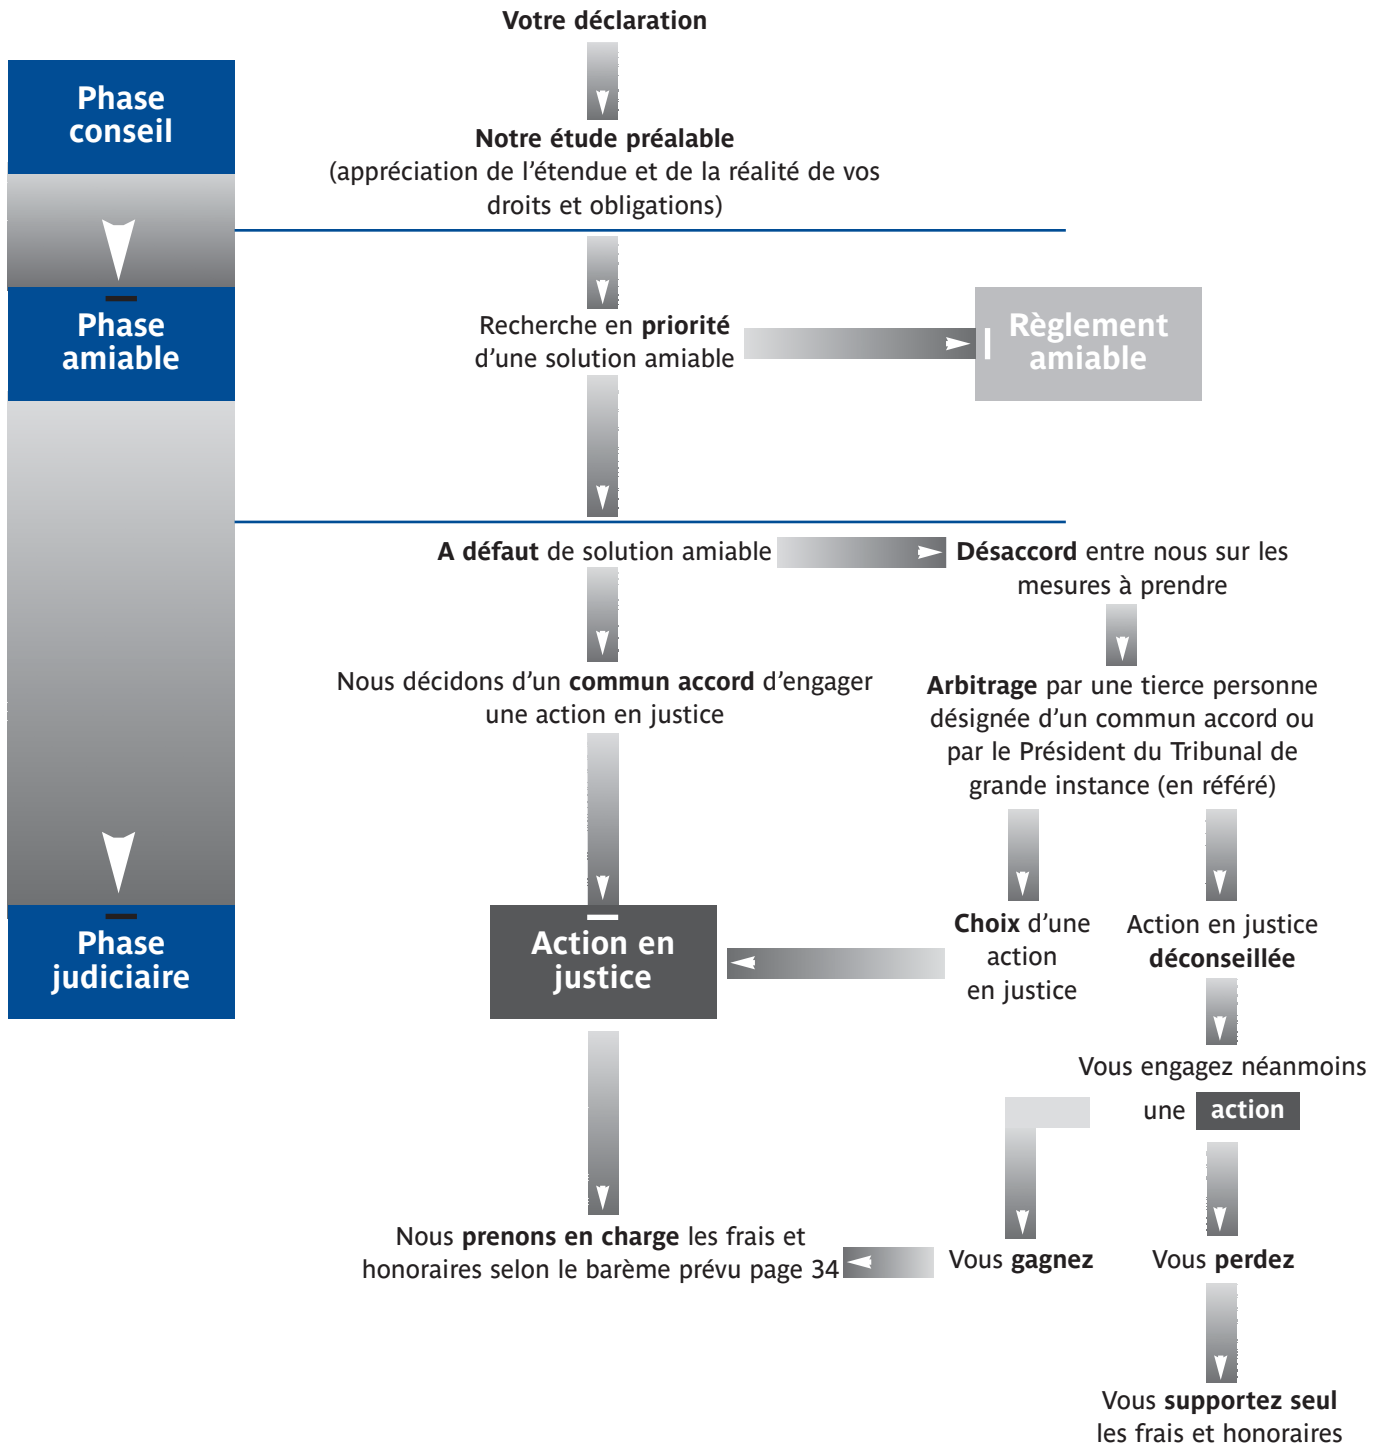 Votre déclaration
Phase
conseil
Notre étude préalable
(appréciation de l’étendue et de la réalité de vos
droits et obligations)
Phase
amiable
Recherche en priorité
d’une solution amiable
Règlement
amiable
A défaut de solution amiable
Désaccord entre nous sur les
mesures à prendre
Nous décidons d’un commun accord d’engager
une action en justice
Arbitrage par une tierce personne
désignée d’un commun accord ou
par le Président du Tribunal de
grande instance (en référé)
Phase
judiciaire
Action en
justice
Choix d’une
action
en justice
Action en justice
déconseillée
Vous engagez néanmoins
une action
Nous prenons en charge les frais et
honoraires selon le barème prévu page 34
Vous gagnez
Vous perdez
Vous supportez seul
les frais et honoraires